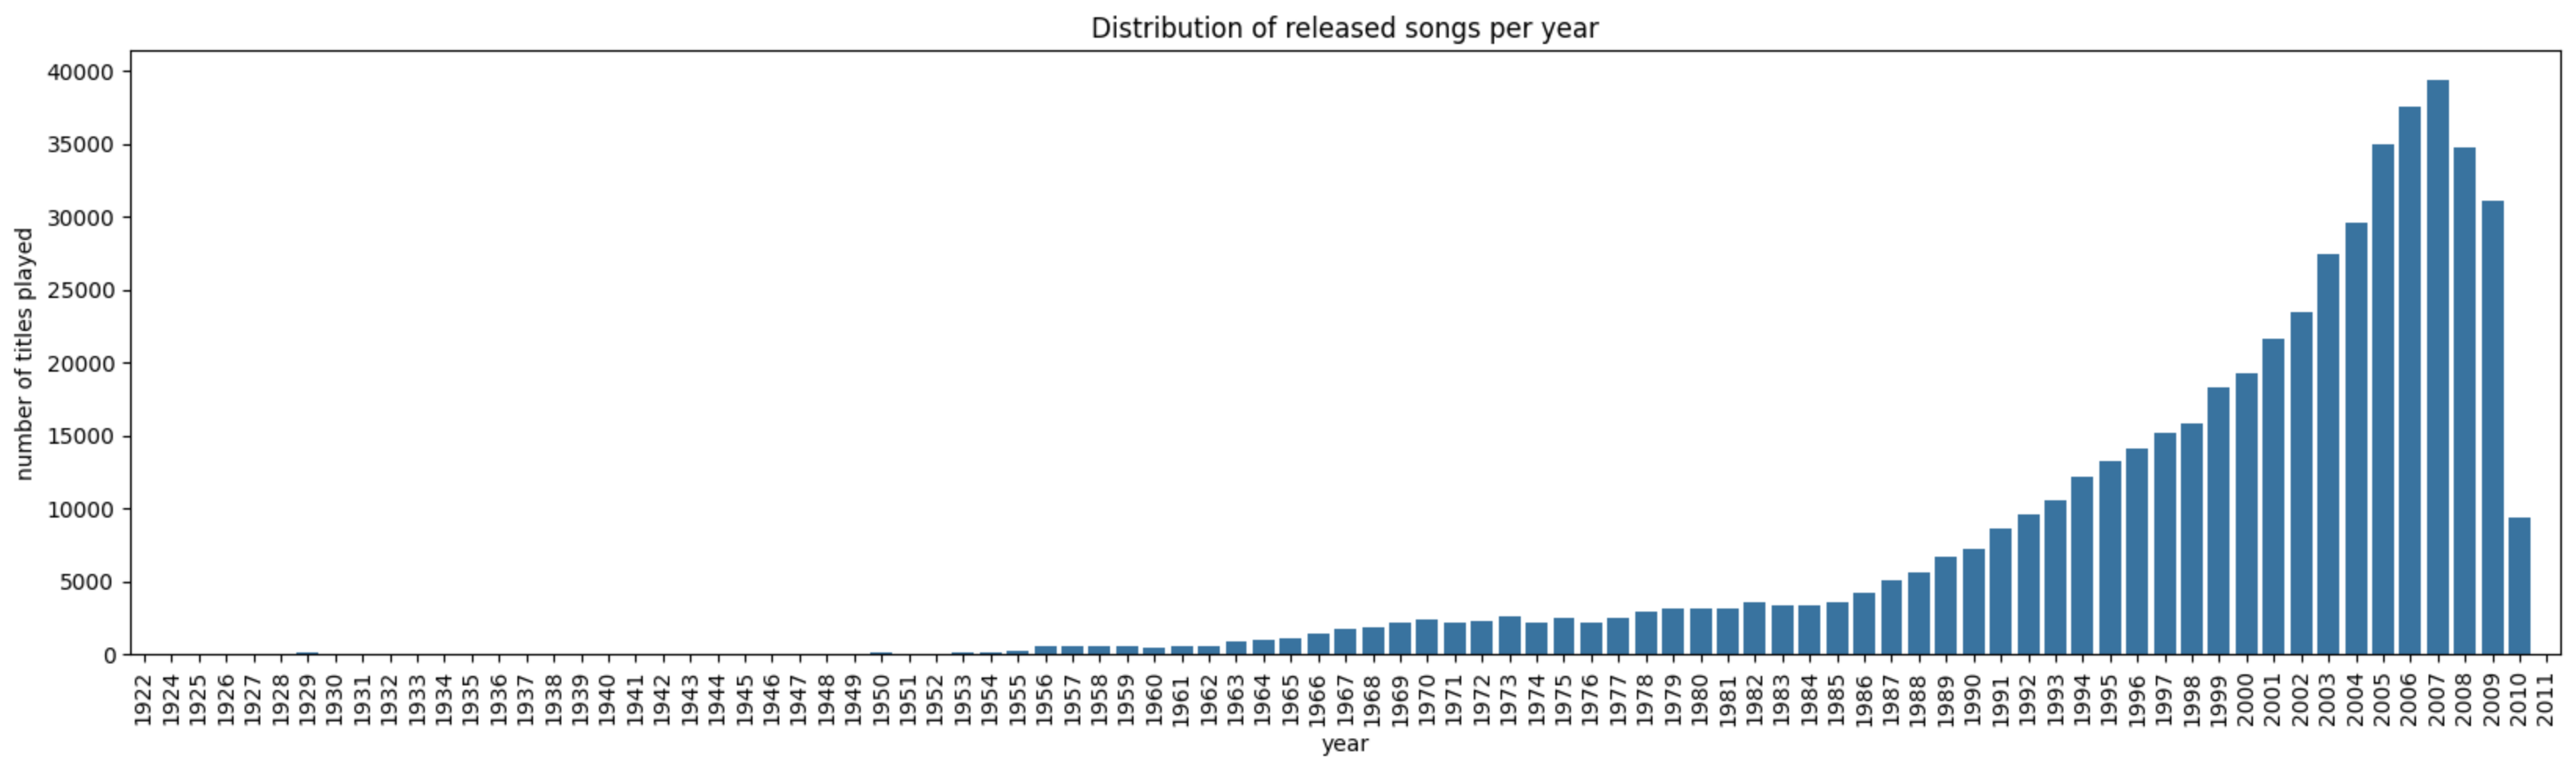 Distribution of released songs per year
40000
35000
30000
25000
20000
15000
10000
5000
0
number of titles played
1922 1924 1925 1926 1927 1928 1929 1930 1931 1932 1933 1934 1935 1936 1937 1938 1939 1940 1941 1942 1943 1944 1945 1946 1947 1948 1949 1950 1951 1952 1953 1954 1955 1956 1957 1958 1959 1960 1961 1962 1963 1964 1965 1966 1967 1968 1969 1970 1971 1972 1973 1974 1975 1976 1977 1978 1979 1980 1981 1982 1983 1984 1985 1986 1987 1988 1989 1990 1991 1992 1993 1994 1995 1996 1997 1998 1999 2000 2001 2002 2003 2004 2005 2006 2007 2008 2009 2010 2011
year